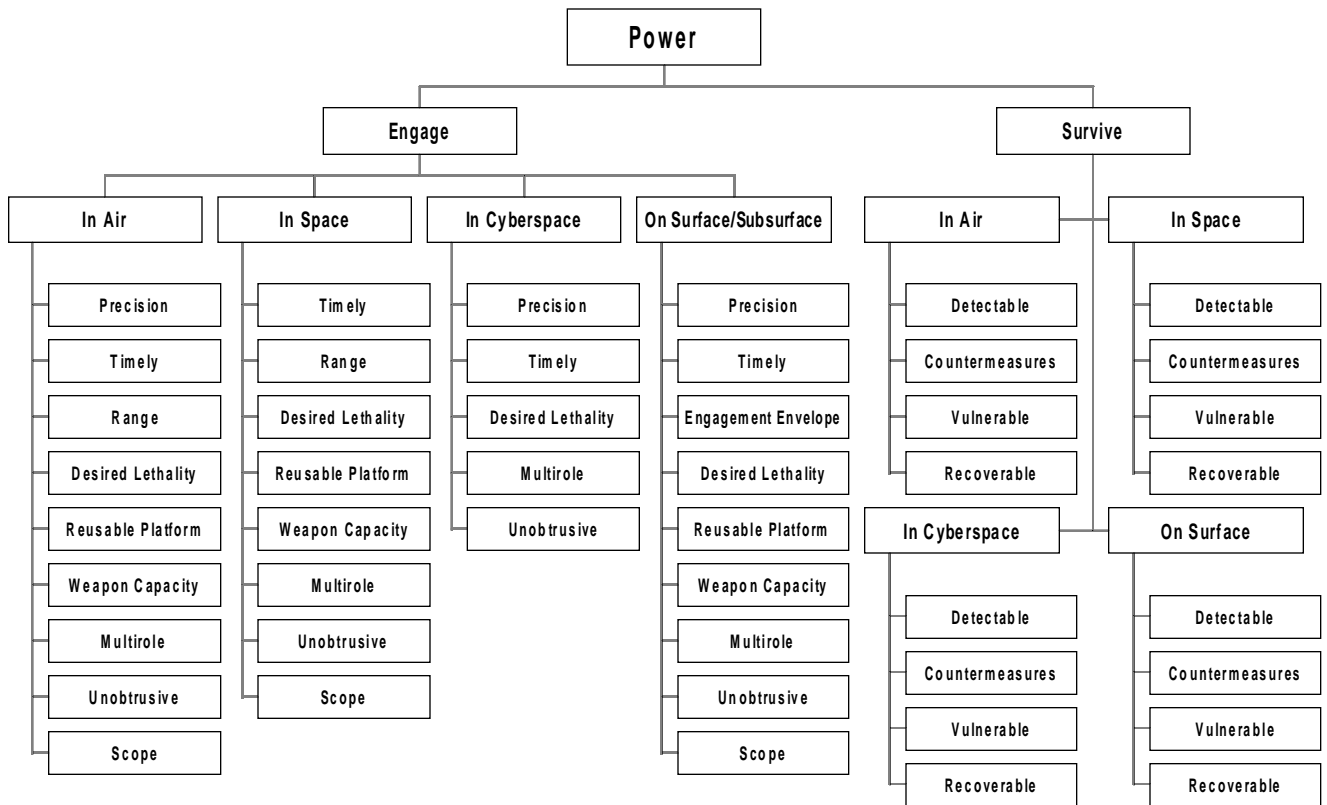 Power
Engage
Survive
In Air
In Space
In Cyberspace
On Surface/Subsurface
In Air
In Space
Precision
Timely
Range
Desired Lethality
Reusable Platform
Weapon Capacity
Multirole
Unobtrusive
Scope
Timely
Range
Desired Lethality
Reusable Platform
Weapon Capacity
Multirole
Unobtrusive
Scope
Precision
Timely
Desired Lethality
Multirole
Unobtrusive
Precision
Timely
Engagement Envelope
Desired Lethality
Reusable Platform
Weapon Capacity
Multirole
Unobtrusive
Scope
Detectable
Countermeasures
Vulnerable
Recoverable
Detectable
Countermeasures
Vulnerable
Recoverable
In Cyberspace
On Surface
Detectable
Countermeasures
Vulnerable
Recoverable
Detectable
Countermeasures
Vulnerable
Recoverable